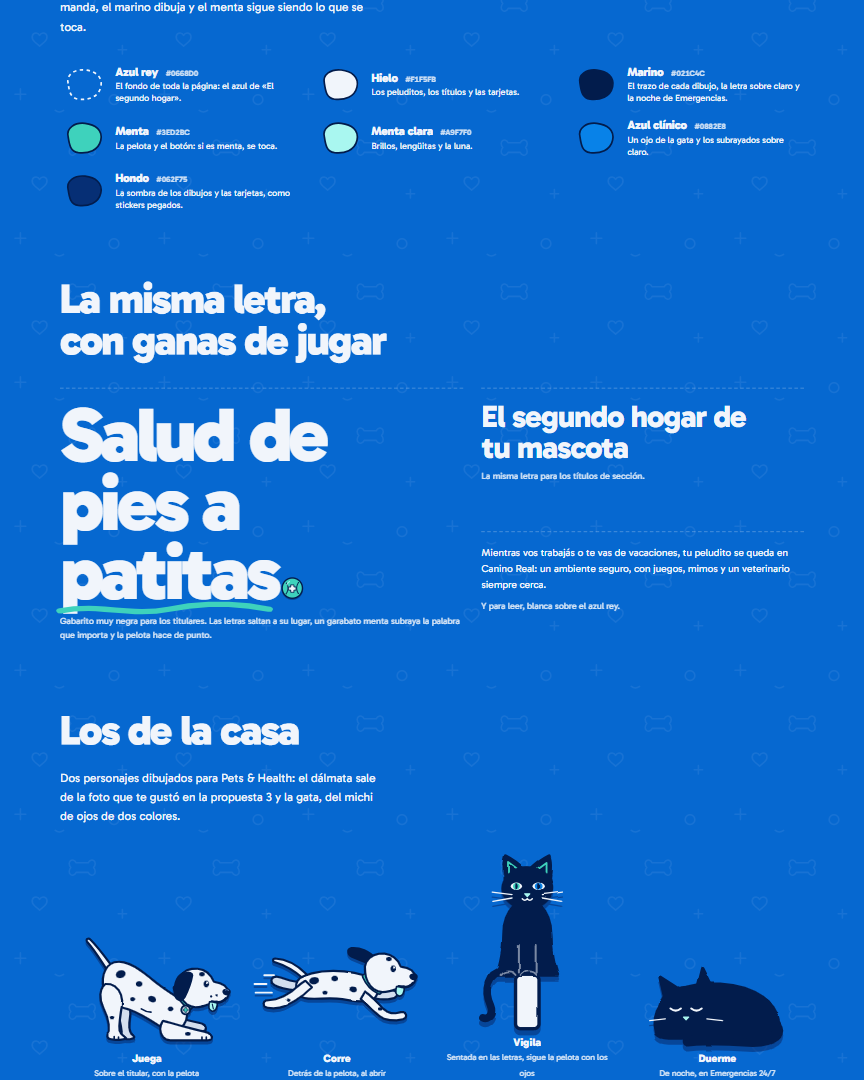 manda, el marino dibuja y el menta sigue siendo lo que se
toca.
Azul rey #0668D0
El fondo de toda la página: el azul de «El
segundo hogar».
Hielo #F1F5FB
Los peluditos, los títulos y las tarjetas.
Marino #021C4C
El trazo de cada dibujo, la letra sobre claro y
la noche de Emergencias.
Menta #3ED2BC
La pelota y el botón: si es menta, se toca.
Menta clara #A9F7F0
Brillos, lengüitas y la luna.
Azul clínico #0882E8
Un ojo de la gata y los subrayados sobre
claro.
Hondo #062F75
La sombra de los dibujos y las tarjetas, como
stickers pegados.
La misma letra,
con ganas de jugar
Salud de
pies a
patitas
Gabarito muy negra para los titulares. Las letras saltan a su lugar, un garabato menta subraya la palabra
que importa y la pelota hace de punto.
El segundo hogar de
tu mascota
La misma letra para los títulos de sección.
Mientras vos trabajás o te vas de vacaciones, tu peludito se queda en
Canino Real: un ambiente seguro, con juegos, mimos y un veterinario
siempre cerca.
Y para leer, blanca sobre el azul rey.
Los de la casa
Dos personajes dibujados para Pets & Health: el dálmata sale
de la foto que te gustó en la propuesta 3 y la gata, del michi
de ojos de dos colores.
Juega
Sobre el titular, con la pelota
Corre
Detrás de la pelota, al abrir
Vigila
Sentada en las letras, sigue la pelota con los
ojos
Duerme
De noche, en Emergencias 24/7